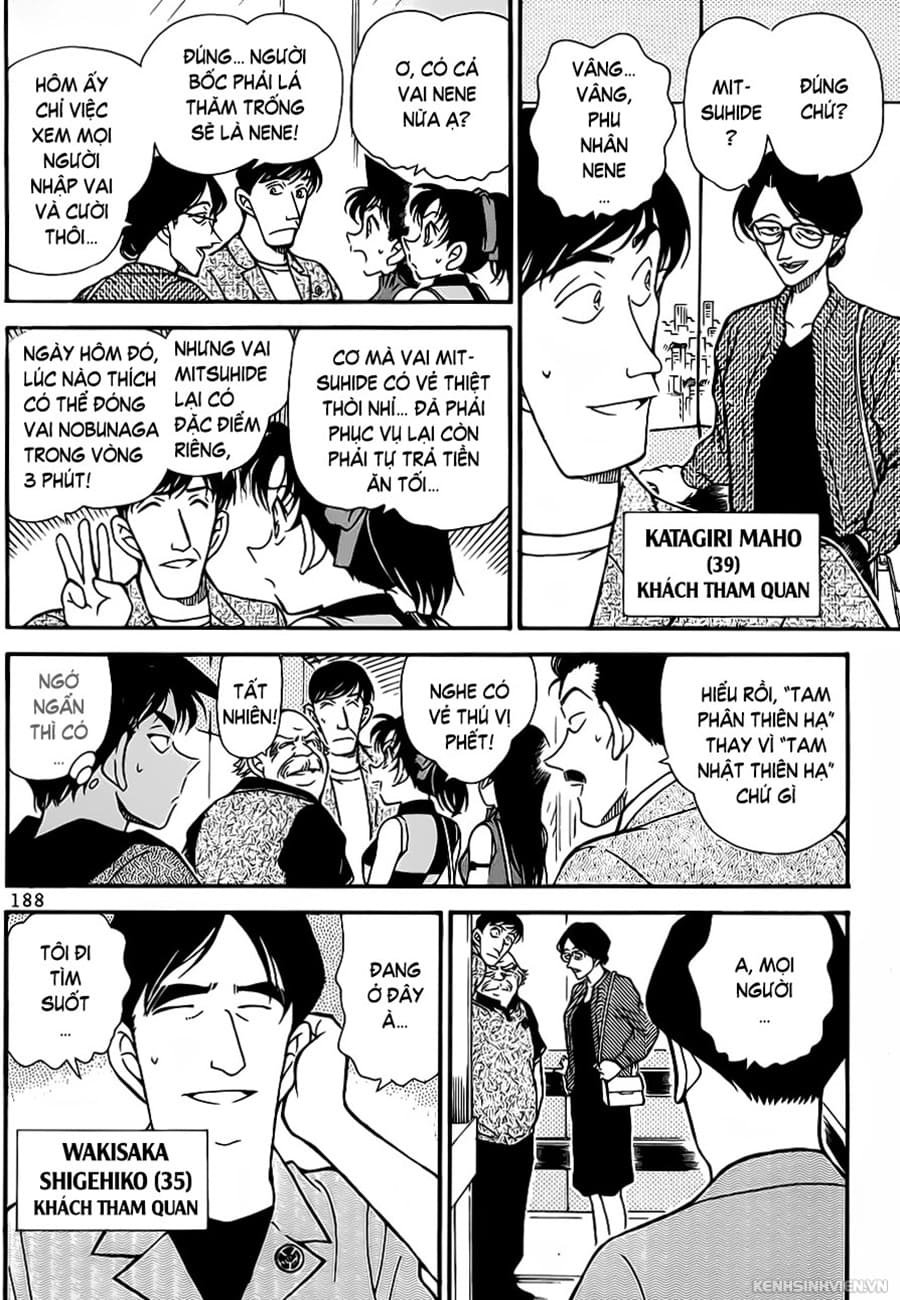 ĐÚNG
CHỨ?
MIT-
SUHIDE
?
VÂNG...
VÂNG,
PHU
NHÂN
NENE
...
KATAGIRI MAHO
(39)
KHÁCH THAM QUAN
Ơ, CÓ CẢ
VAI NENE
NỮA Ạ?
ĐÚNG... NGƯỜI
BỐC PHẢI LÁ
THĂM TRỐNG
SẼ LÀ NENE!
HÔM ẤY
CHỈ VIỆC
XEM MỌI
NGƯỜI
NHẬP VAI
VÀ CƯỜI
THÔI...
CƠ MÀ VAI MIT-
SUHIDE CÓ VẺ THIỆT
THÒI NHỈ... ĐÃ PHẢI
PHỤC VỤ LẠI CÒN
PHẢI TỰ TRẢ TIỀN
ĂN TỐI...
NHƯNG VAI
MITSUHIDE
LẠI CÓ
ĐẶC ĐIỂM
RIÊNG,
NGÀY HÔM ĐÓ,
LÚC NÀO THÍCH
CÓ THỂ ĐÓNG
VAI NOBUNAGA
TRONG VÒNG
3 PHÚT!
HIỂU RỒI, “TAM
PHÂN THIÊN HẠ”
THAY VÌ “TAM
NHẬT THIÊN HẠ”
CHỨ GÌ
NGHE CÓ
VẺ THÚ VỊ
PHẾT!
TẤT
NHIÊN!
NGỚ
NGẨN
THÌ CÓ
...
188
A, MỌI
NGƯỜI
...
ĐANG
Ở ĐÂY
À...
TÔI ĐI
TÌM
SUỐT
...
WAKISAKA
SHIGEHIKO (35)
KHÁCH THAM QUAN
KENHSINHVIEN.VN